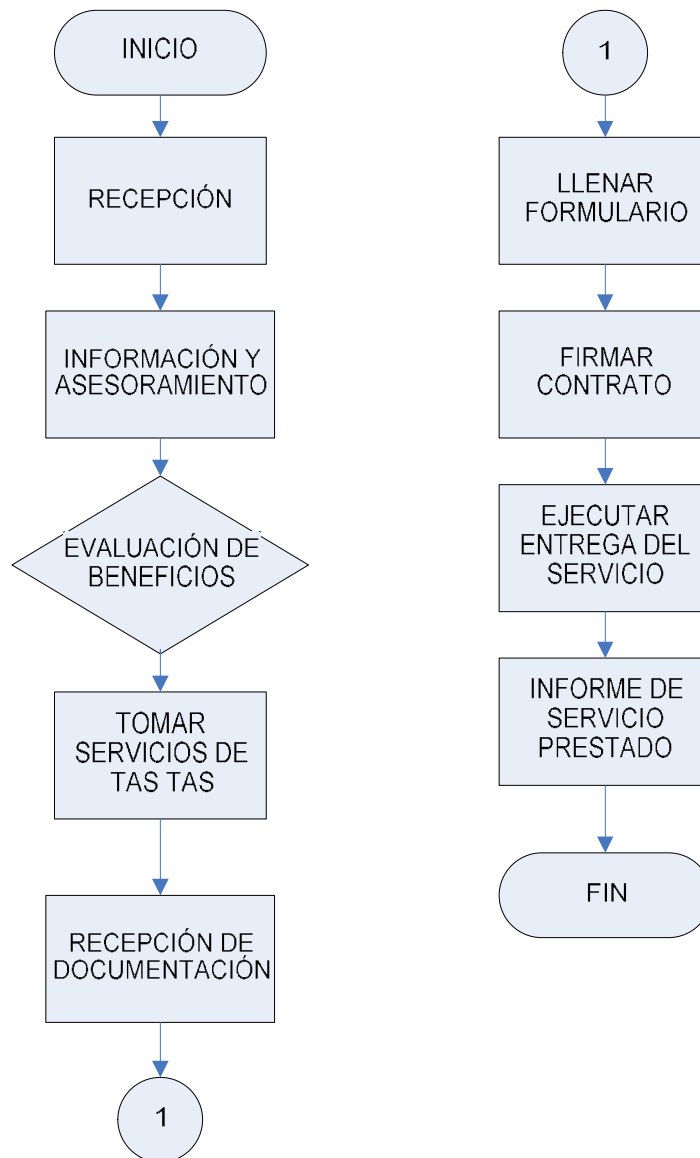 INICIO
RECEPCIÓN
INFORMACIÓN Y
ASESORAMIENTO
EVALUACIÓN DE
BENEFICIOS
TOMAR
SERVICIOS DE
TAS TAS
RECEPCIÓN DE
DOCUMENTACIÓN
1
1
LLENAR
FORMULARIO
FIRMAR
CONTRATO
EJECUTAR
ENTREGA DEL
SERVICIO
INFORME DE
SERVICIO
PRESTADO
FIN